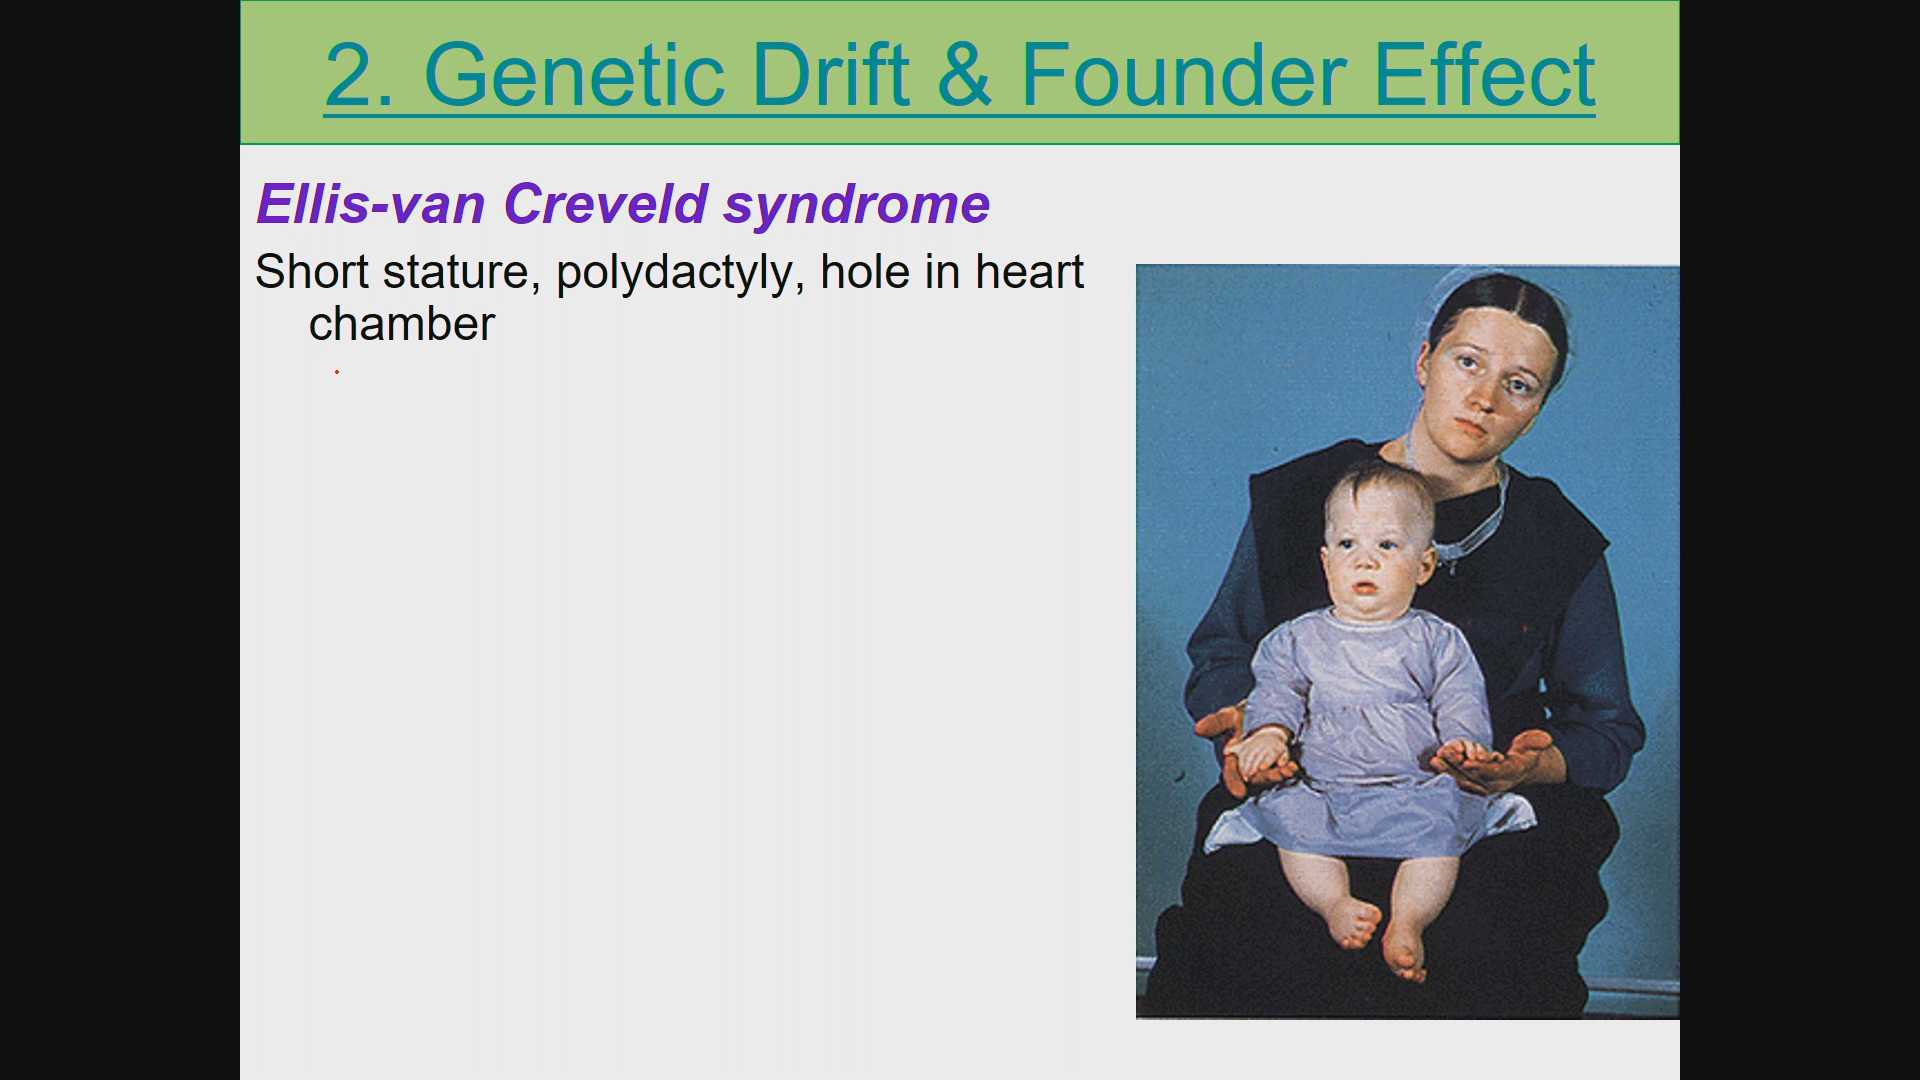 2. Genetic Drift & Founder Effect
Ellis-van Creveld syndrome
Short stature, polydactyly, hole in heart
chamber